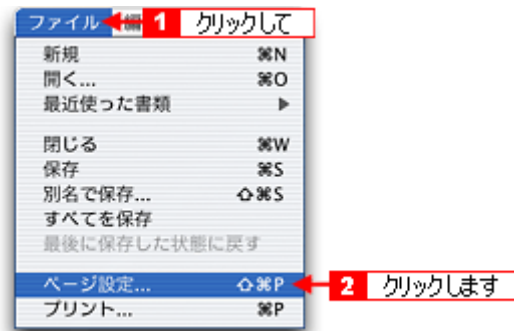 ファイル 編 1 クリックして
新規 ⌘N
開く... ⌘O
最近使った書類 ▶
閉じる ⌘W
保存 ⌘S
別名で保存... ⇧⌘S
すべてを保存
最後に保存した状態に戻す
ページ設定... ⇧⌘P 2 クリックします
プリント... ⌘P